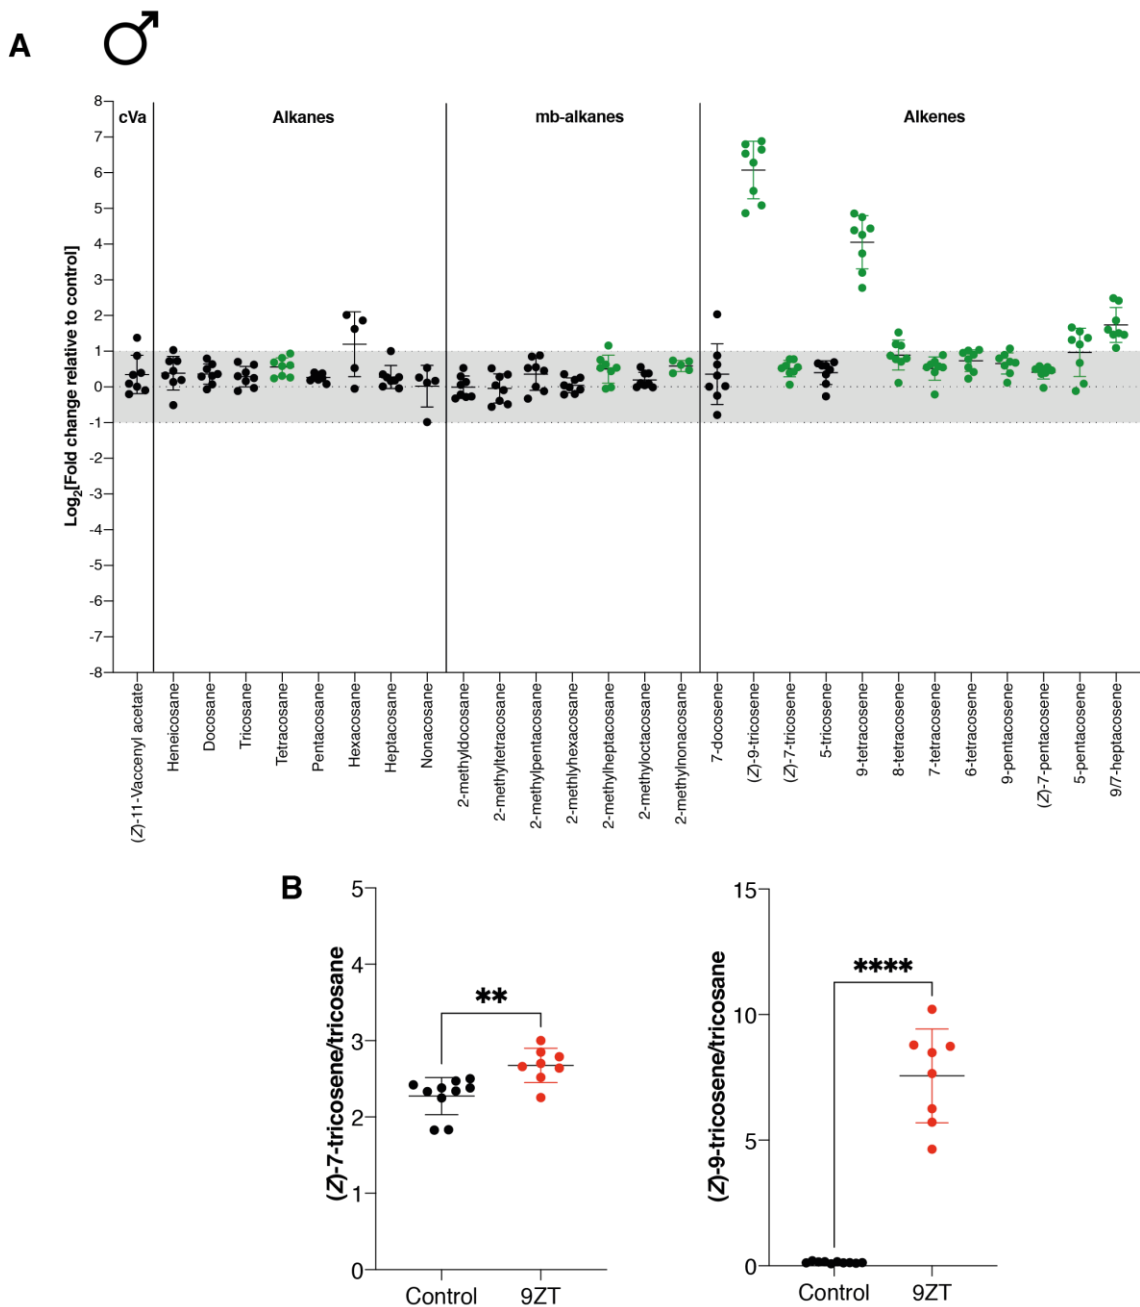 A
♂
cVa Alkanes mb-alkanes Alkenes
Log2[Fold change relative to control]
8
7
6
5
4
3
2
1
0
-1
-2
-3
-4
-5
-6
-7
-8
(Z)-11-Vaccenyl acetate
Heneicosane
Docosane
Tricosane
Tetracosane
Pentacosane
Hexacosane
Heptacosane
Nonacosane
2-methyldocosane
2-methyltetracosane
2-methylpentacosane
2-methlyhexacosane
2-methylheptacosane
2-methyloctacosane
2-methylnonacosane
7-docosene
(Z)-9-tricosene
(Z)-7-tricosene
5-tricosene
9-tetracosene
8-tetracosene
7-tetracosene
6-tetracosene
9-pentacosene
(Z)-7-pentacosene
5-pentacosene
9/7-heptacosene
B
(Z)-7-tricosene/tricosane
5
4
3
2
1
0
**
Control 9ZT
(Z)-9-tricosene/tricosane
15
10
5
0
****
Control 9ZT